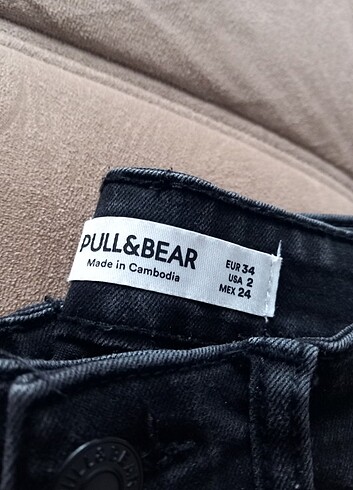 PULL&BEAR
Made in Cambodia
EUR 34
USA 2
MEX 24